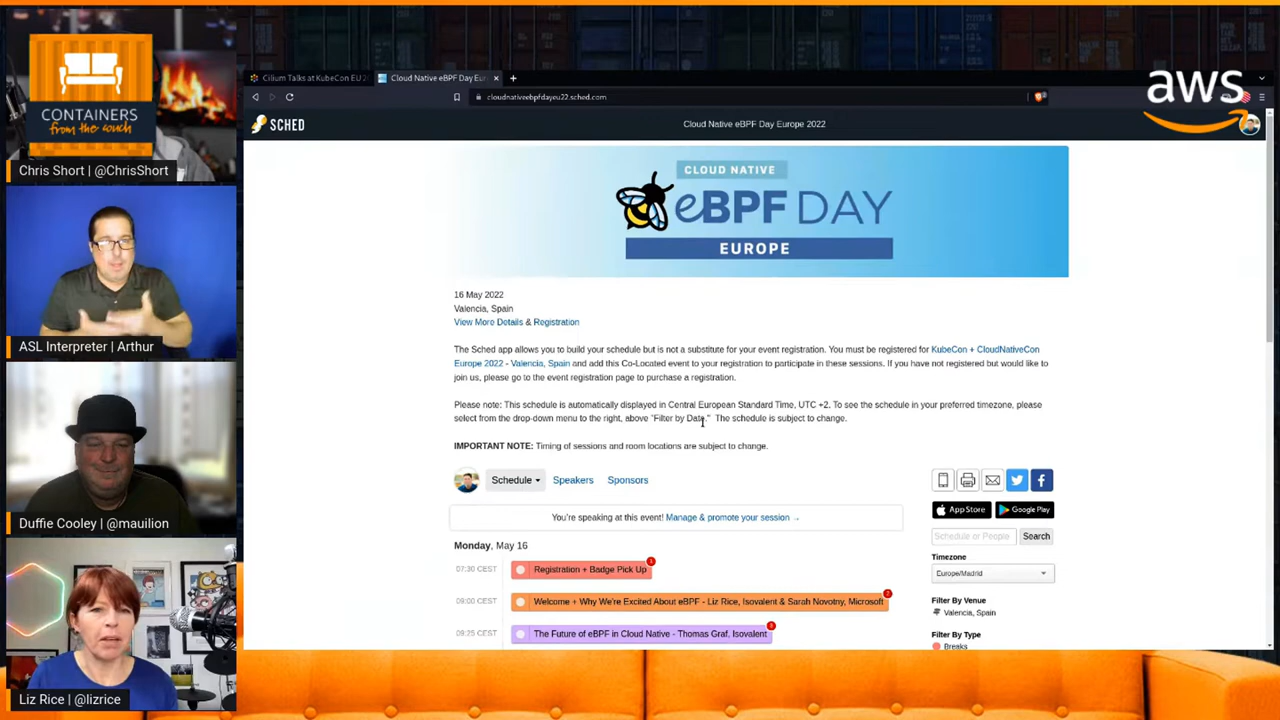 CONTAINERS
from the couch
Chris Short | @ChrisShort
ASL Interpreter | Arthur
Duffie Cooley | @mauilion
Liz Rice | @lizrice
aws
Cilium Talks at KubeCon EU 2
Cloud Native eBPF Day Eur
cloudnativeebpfdayeu22.sched.com
SCHED
Cloud Native eBPF Day Europe 2022
CLOUD NATIVE
eBPF DAY
EUROPE
16 May 2022
Valencia, Spain
View More Details & Registration
The Sched app allows you to build your schedule but is not a substitute for your event registration. You must be registered for KubeCon + CloudNativeCon
Europe 2022 - Valencia, Spain and add this Co-Located event to your registration to participate in these sessions. If you have not registered but would like to
join us, please go to the event registration page to purchase a registration.
Please note: This schedule is automatically displayed in Central European Standard Time, UTC +2. To see the schedule in your preferred timezone, please
select from the drop-down menu to the right, above "Filter by Date." The schedule is subject to change.
IMPORTANT NOTE: Timing of sessions and room locations are subject to change.
Schedule
Speakers
Sponsors
You're speaking at this event! Manage & promote your session →
Monday, May 16
07:30 CEST
Registration + Badge Pick Up
09:00 CEST
Welcome + Why We're Excited About eBPF - Liz Rice, Isovalent & Sarah Novotny, Microsoft
09:25 CEST
The Future of eBPF in Cloud Native - Thomas Graf, Isovalent
App Store
Google Play
Schedule or People
Search
Timezone
Europe/Madrid
Filter By Venue
Valencia, Spain
Filter By Type
Breaks